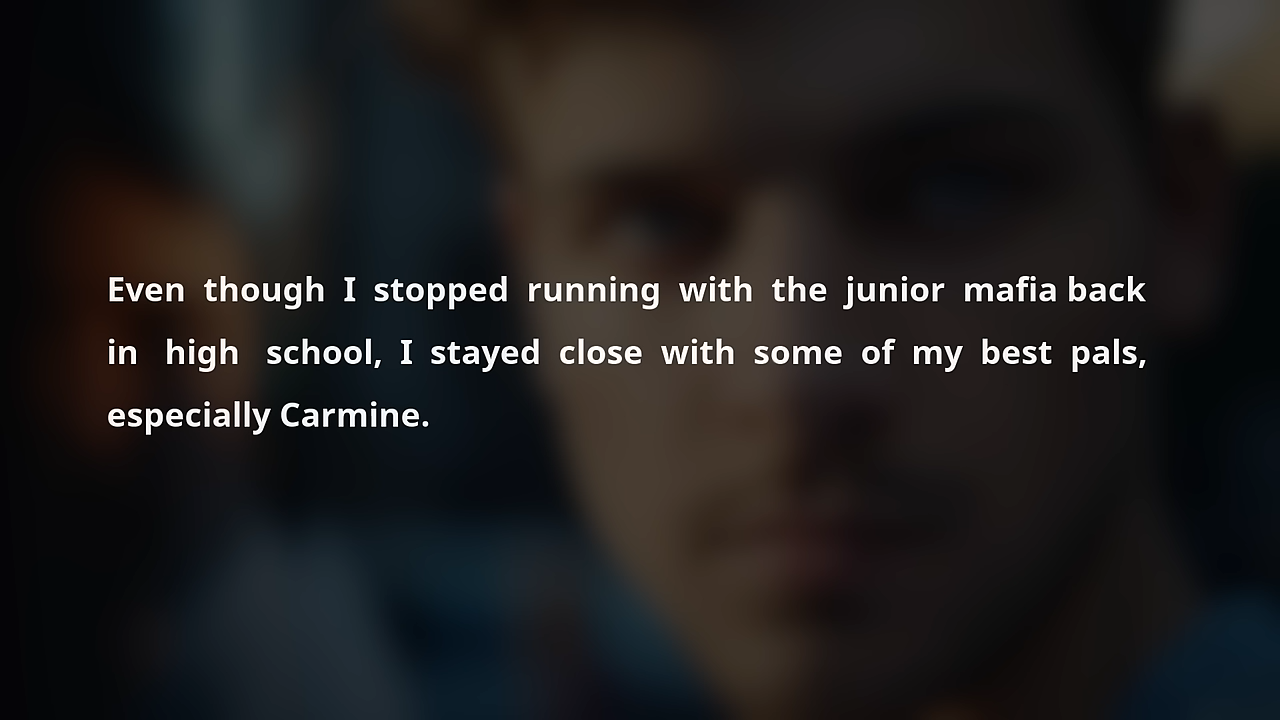 Even though I stopped running with the junior mafia back
in high school, I stayed close with some of my best pals,
especially Carmine.